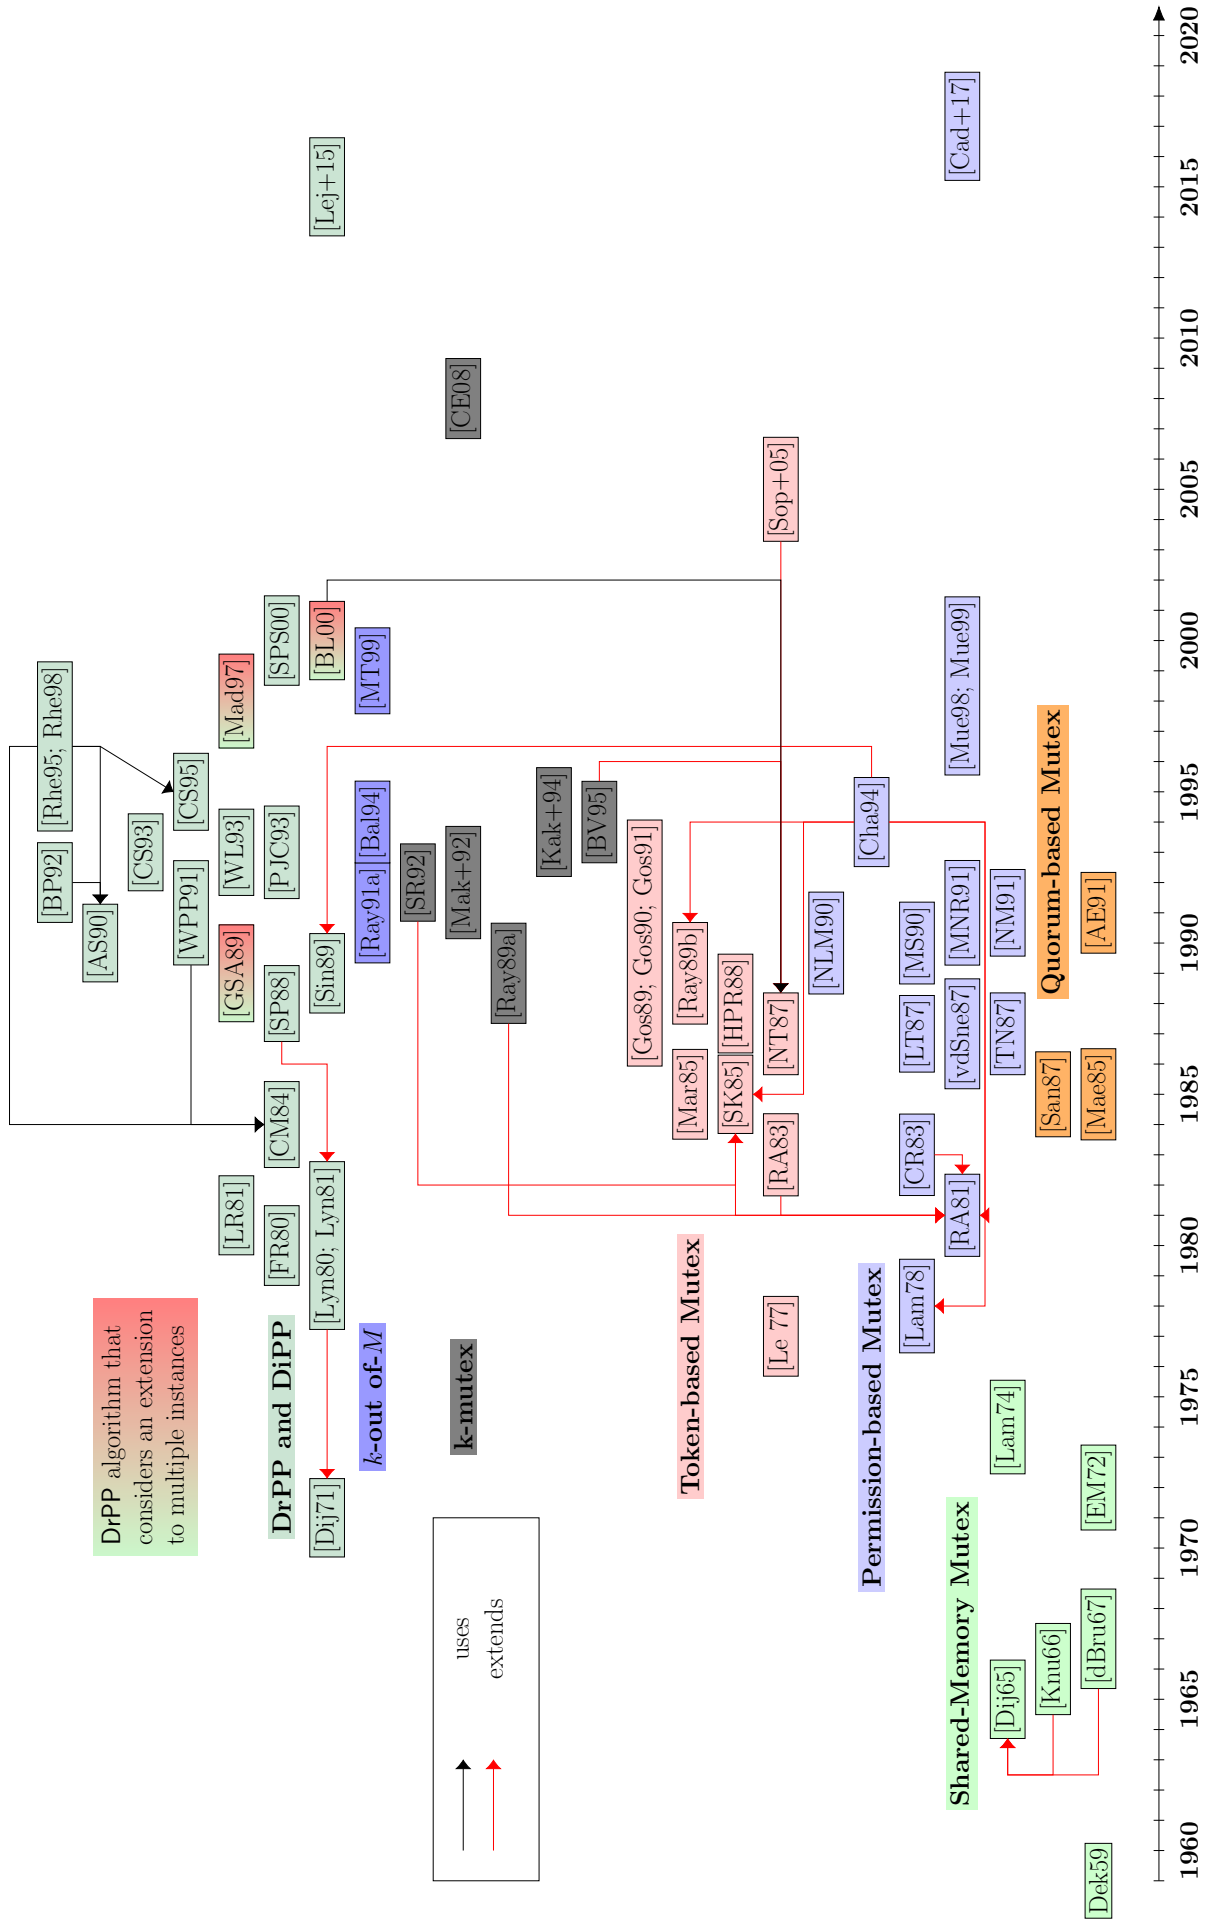 [BP92]
[Rhe95; Rhe98]
[AS90]
[CS93]
DrPP algorithm that
considers an extension
to multiple instances
[WPP91]
[CS95]
[LR81]
[GSA89]
[WL93]
[Mad97]
DrPP and DiPP
[FR80]
[CM84]
[SP88]
[PJC93]
[SPS00]
[Dij71]
[Lyn80; Lyn81]
[Sin89]
[BL00]
[Lej+15]
k-out of-M
[Ray91a]
[Bal94]
[MT99]
[SR92]
uses
extends
k-mutex
[Mak+92]
[CE08]
[Ray89a]
[Kak+94]
[BV95]
[Gos89; Gos90; Gos91]
Token-based Mutex
[Mar85]
[Ray89b]
[SK85]
[HPR88]
[Le 77]
[RA83]
[NT87]
[Sop+05]
[NLM90]
Permission-based Mutex
[Cha94]
[Lam78]
[CR83]
[LT87]
[MS90]
Shared-Memory Mutex
[RA81]
[vdSne87]
[MNR91]
[Mue98; Mue99]
[Cad+17]
[Dij65]
[Lam74]
[TN87]
[NM91]
[Knu66]
[San87]
Quorum-based Mutex
Dek59
[dBru67]
[EM72]
[Mae85]
[AE91]
1960
1965
1970
1975
1980
1985
1990
1995
2000
2005
2010
2015
2020